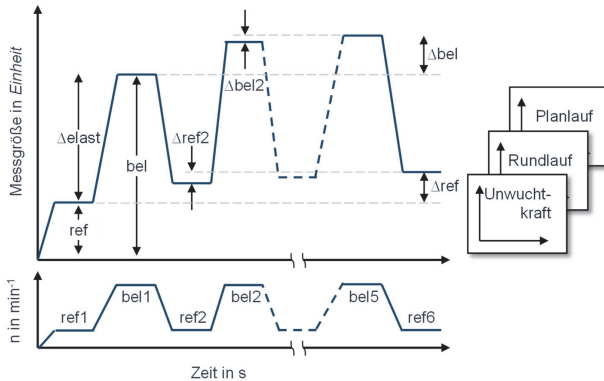 Messgröße in Einheit
Δelast
ref
bel
Δref2
Δbel2
Δbel
Δref
Planlauf
Rundlauf
Unwucht-
kraft
n in min-1
ref1
bel1
ref2
bel2
bel5
ref6
Zeit in s